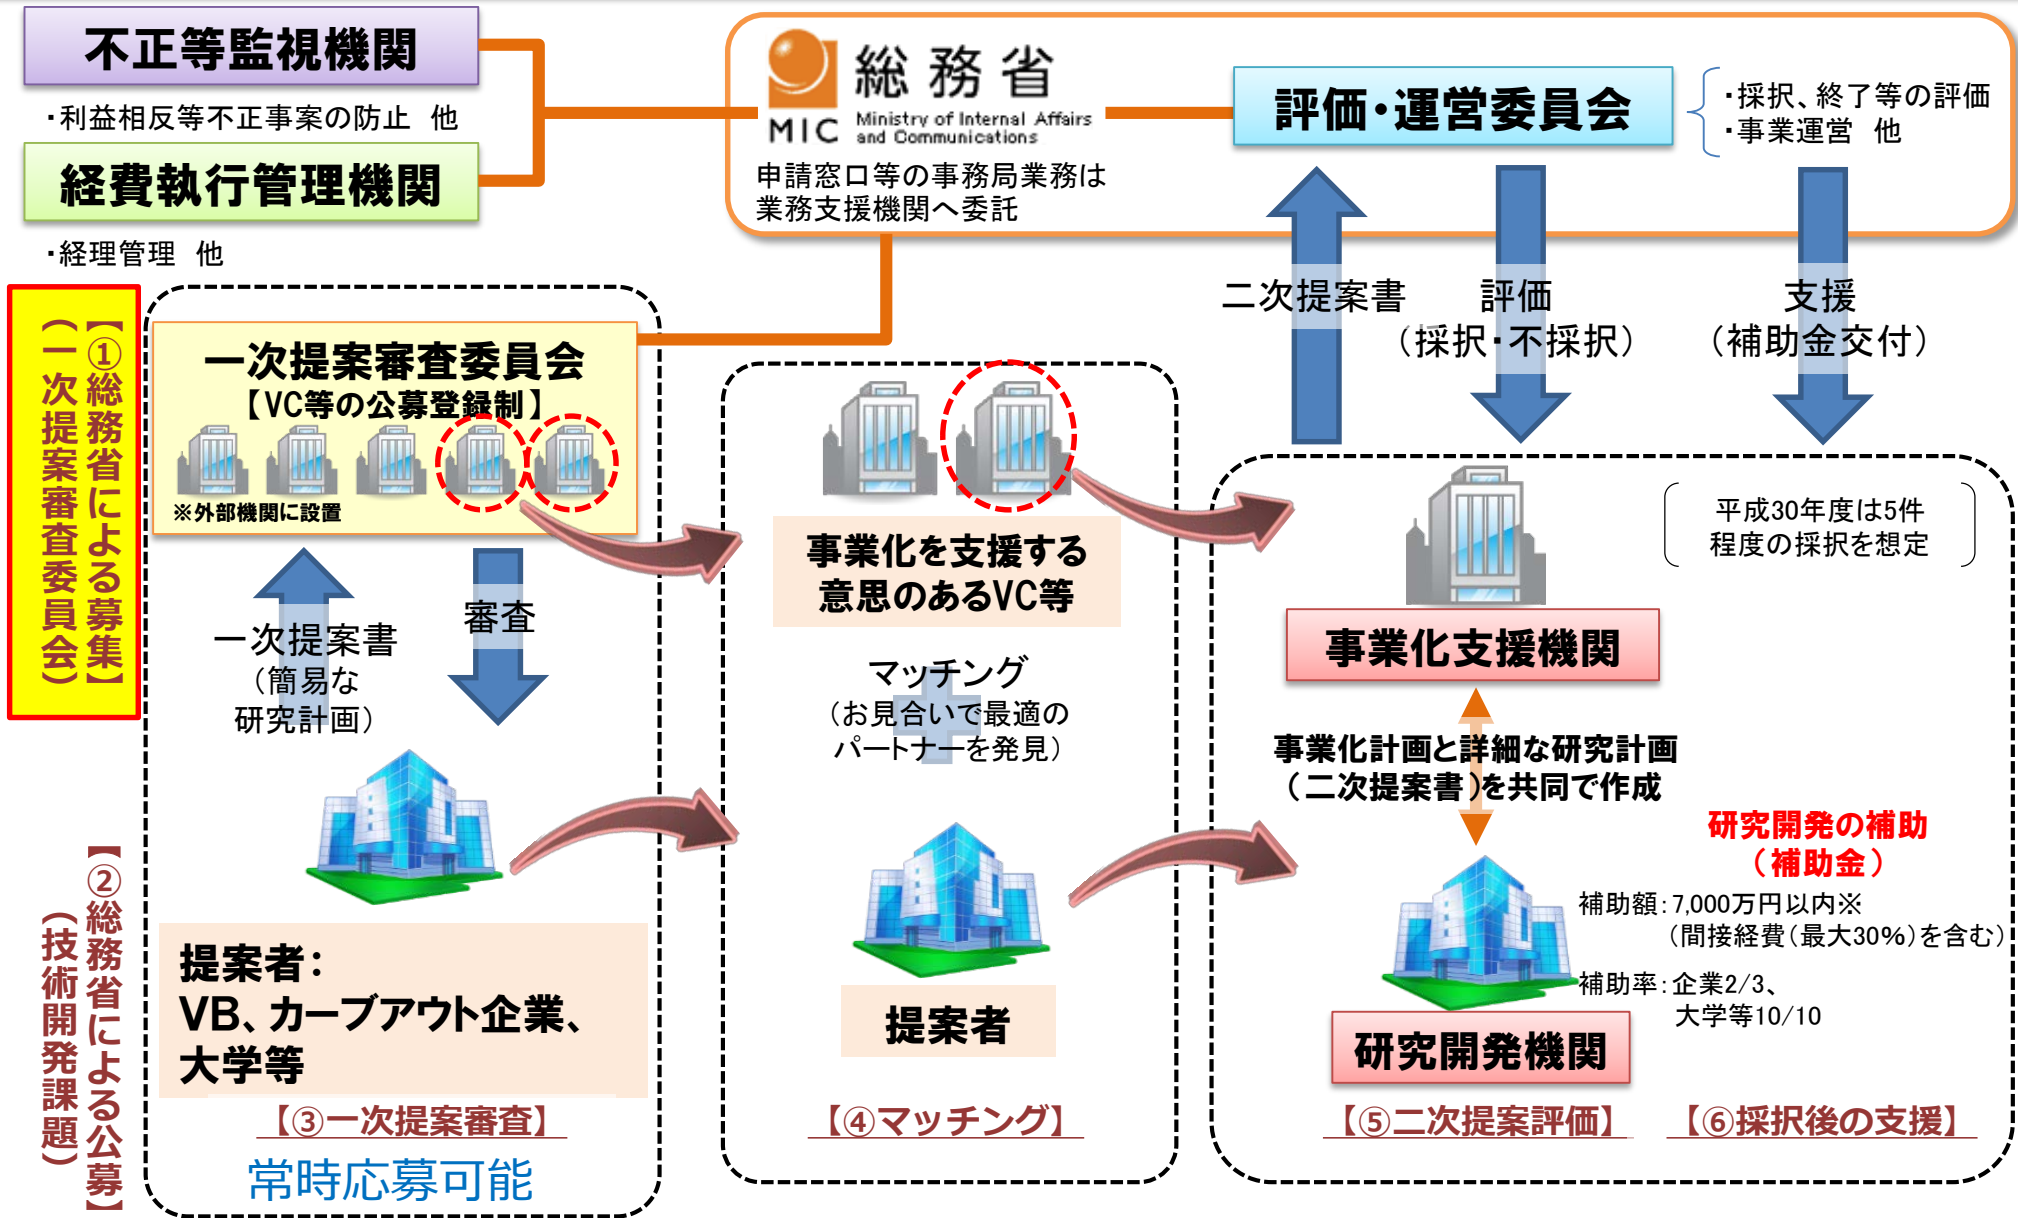 不正等監視機関
・利益相反等不正事案の防止 他
経費執行管理機関
・経理管理 他
総務省
MIC
Ministry of Internal Affairs
and Communications
申請窓口等の事務局業務は
業務支援機関へ委託
評価・運営委員会
・採択、終了等の評価
・事業運営 他
二次提案書
評価
（採択・不採択）
支援
（補助金交付）
【①総務省による募集】
（一次提案審査委員会）
【②総務省による公募】
（技術開発課題）
一次提案審査委員会
【VC等の公募登録制】
※外部機関に設置
一次提案書
（簡易な
研究計画）
審査
提案者：
VB、カーブアウト企業、
大学等
【③一次提案審査】
常時応募可能
事業化を支援する
意思のあるVC等
マッチング
（お見合いで最適の
パートナーを発見）
提案者
【④マッチング】
平成30年度は5件
程度の採択を想定
事業化支援機関
事業化計画と詳細な研究計画
（二次提案書）を共同で作成
研究開発の補助
（補助金）
補助額：7,000万円以内※
（間接経費（最大30%）を含む）
補助率：企業2/3、
大学等10/10
研究開発機関
【⑤二次提案評価】
【⑥採択後の支援】